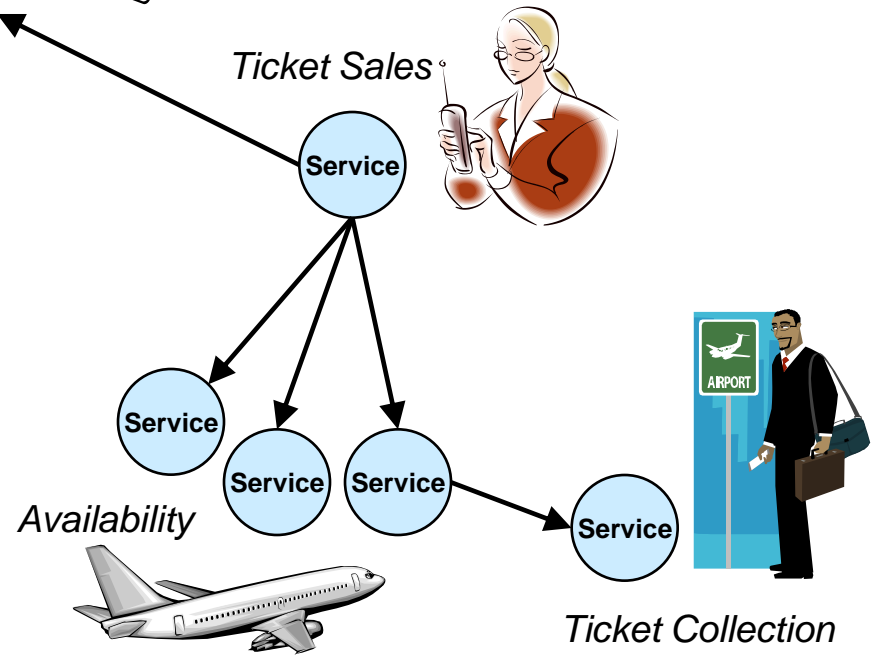 Ticket Sales
Service
AIRPORT
Service
Service
Service
Service
Availability
Ticket Collection